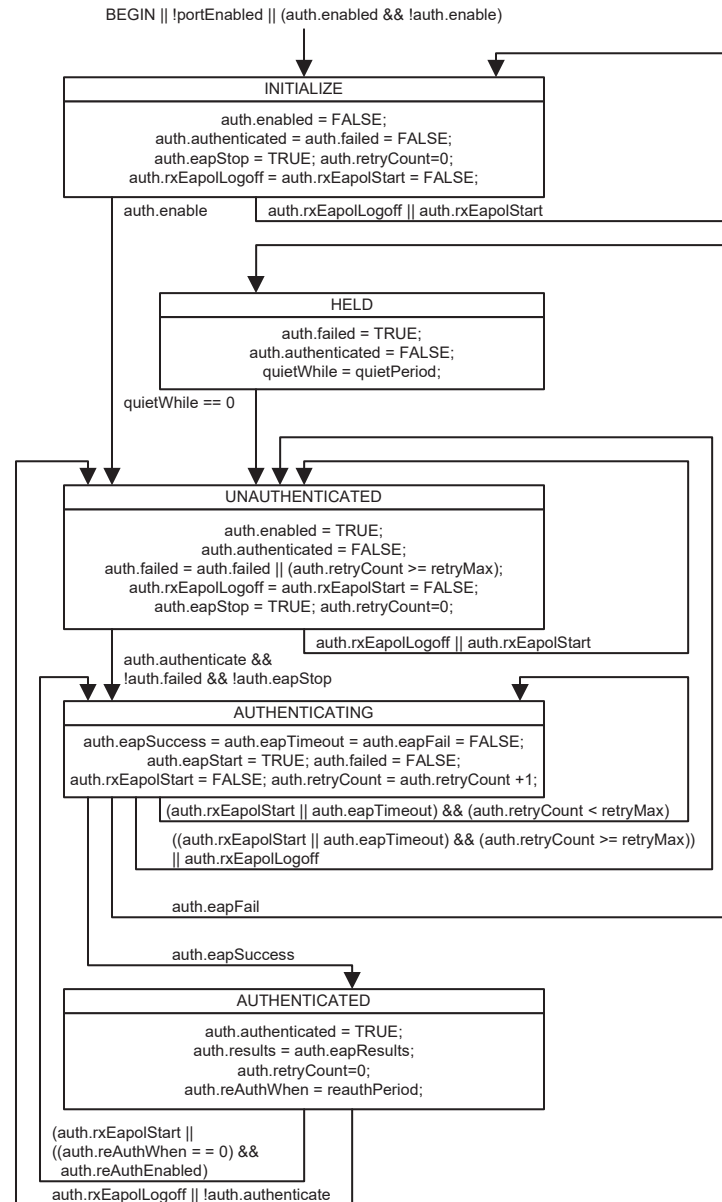 BEGIN || !portEnabled || (auth.enabled && !auth.enable)
INITIALIZE
auth.enabled = FALSE;
auth.authenticated = auth.failed = FALSE;
auth.eapStop = TRUE; auth.retryCount=0;
auth.rxEapolLogoff = auth.rxEapolStart = FALSE;
auth.enable
auth.rxEapolLogoff || auth.rxEapolStart
HELD
auth.failed = TRUE;
auth.authenticated = FALSE;
quietWhile = quietPeriod;
quietWhile == 0
UNAUTHENTICATED
auth.enabled = TRUE;
auth.authenticated = FALSE;
auth.failed = auth.failed || (auth.retryCount >= retryMax);
auth.rxEapolLogoff = auth.rxEapolStart = FALSE;
auth.eapStop = TRUE; auth.retryCount=0;
auth.rxEapolLogoff || auth.rxEapolStart
auth.authenticate &&
!auth.failed && !auth.eapStop
AUTHENTICATING
auth.eapSuccess = auth.eapTimeout = auth.eapFail = FALSE;
auth.eapStart = TRUE; auth.failed = FALSE;
auth.rxEapolStart = FALSE; auth.retryCount = auth.retryCount +1;
(auth.rxEapolStart || auth.eapTimeout) && (auth.retryCount < retryMax)
((auth.rxEapolStart || auth.eapTimeout) && (auth.retryCount >= retryMax))
|| auth.rxEapolLogoff
auth.eapFail
auth.eapSuccess
AUTHENTICATED
auth.authenticated = TRUE;
auth.results = auth.eapResults;
auth.retryCount=0;
auth.reAuthWhen = reauthPeriod;
(auth.rxEapolStart ||
((auth.reAuthWhen = = 0) &&
auth.reAuthEnabled)
auth.rxEapolLogoff || !auth.authenticate